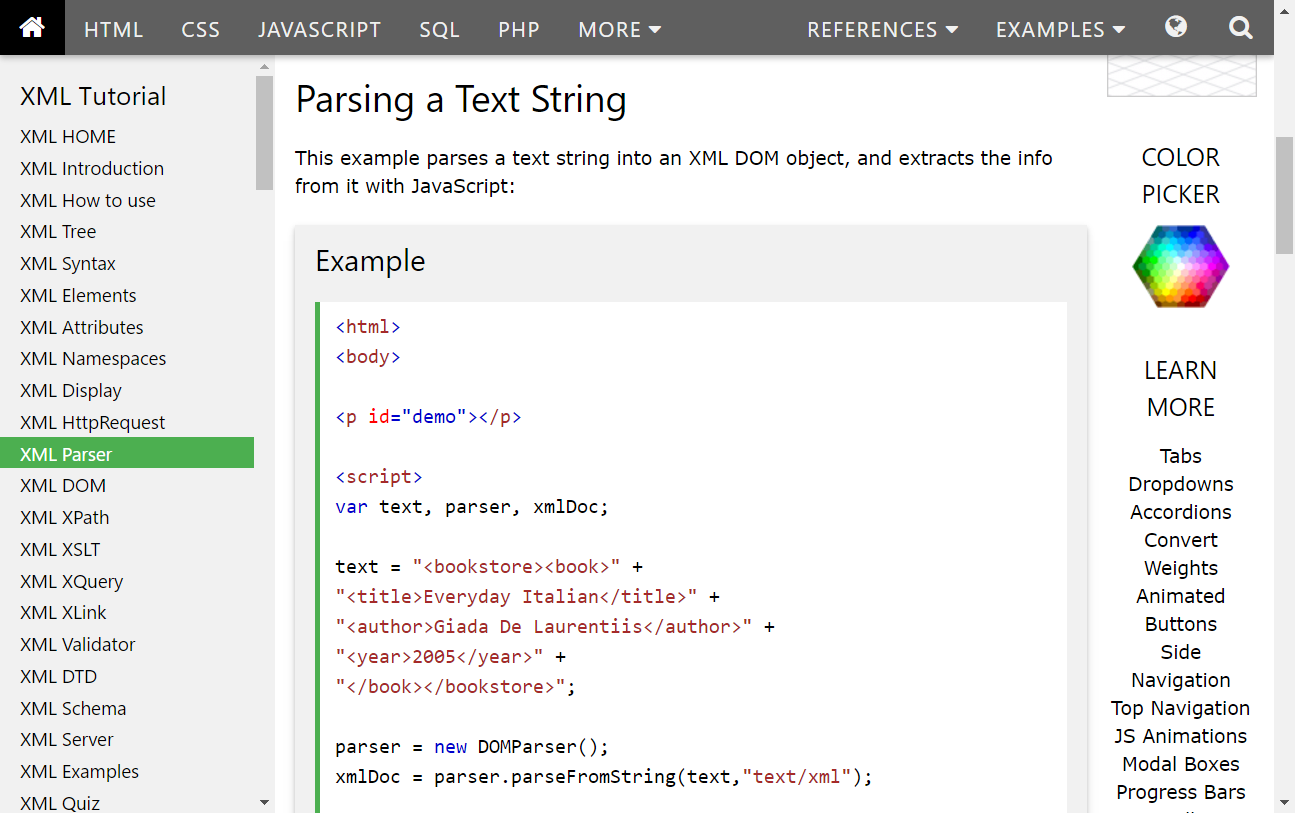 HTML CSS JAVASCRIPT SQL PHP MORE REFERENCES EXAMPLES
XML Tutorial
XML HOME
XML Introduction
XML How to use
XML Tree
XML Syntax
XML Elements
XML Attributes
XML Namespaces
XML Display
XML HttpRequest
XML Parser
XML DOM
XML XPath
XML XSLT
XML XQuery
XML XLink
XML Validator
XML DTD
XML Schema
XML Server
XML Examples
XML Quiz
Parsing a Text String
This example parses a text string into an XML DOM object, and extracts the info
from it with JavaScript:
Example
<html>
<body>
<p id="demo"></p>
<script>
var text, parser, xmlDoc;
text = "<bookstore><book>" +
"<title>Everyday Italian</title>" +
"<author>Giada De Laurentiis</author>" +
"<year>2005</year>" +
"</book></bookstore>";
parser = new DOMParser();
xmlDoc = parser.parseFromString(text,"text/xml");
COLOR
PICKER
LEARN
MORE
Tabs
Dropdowns
Accordions
Convert
Weights
Animated
Buttons
Side
Navigation
Top Navigation
JS Animations
Modal Boxes
Progress Bars